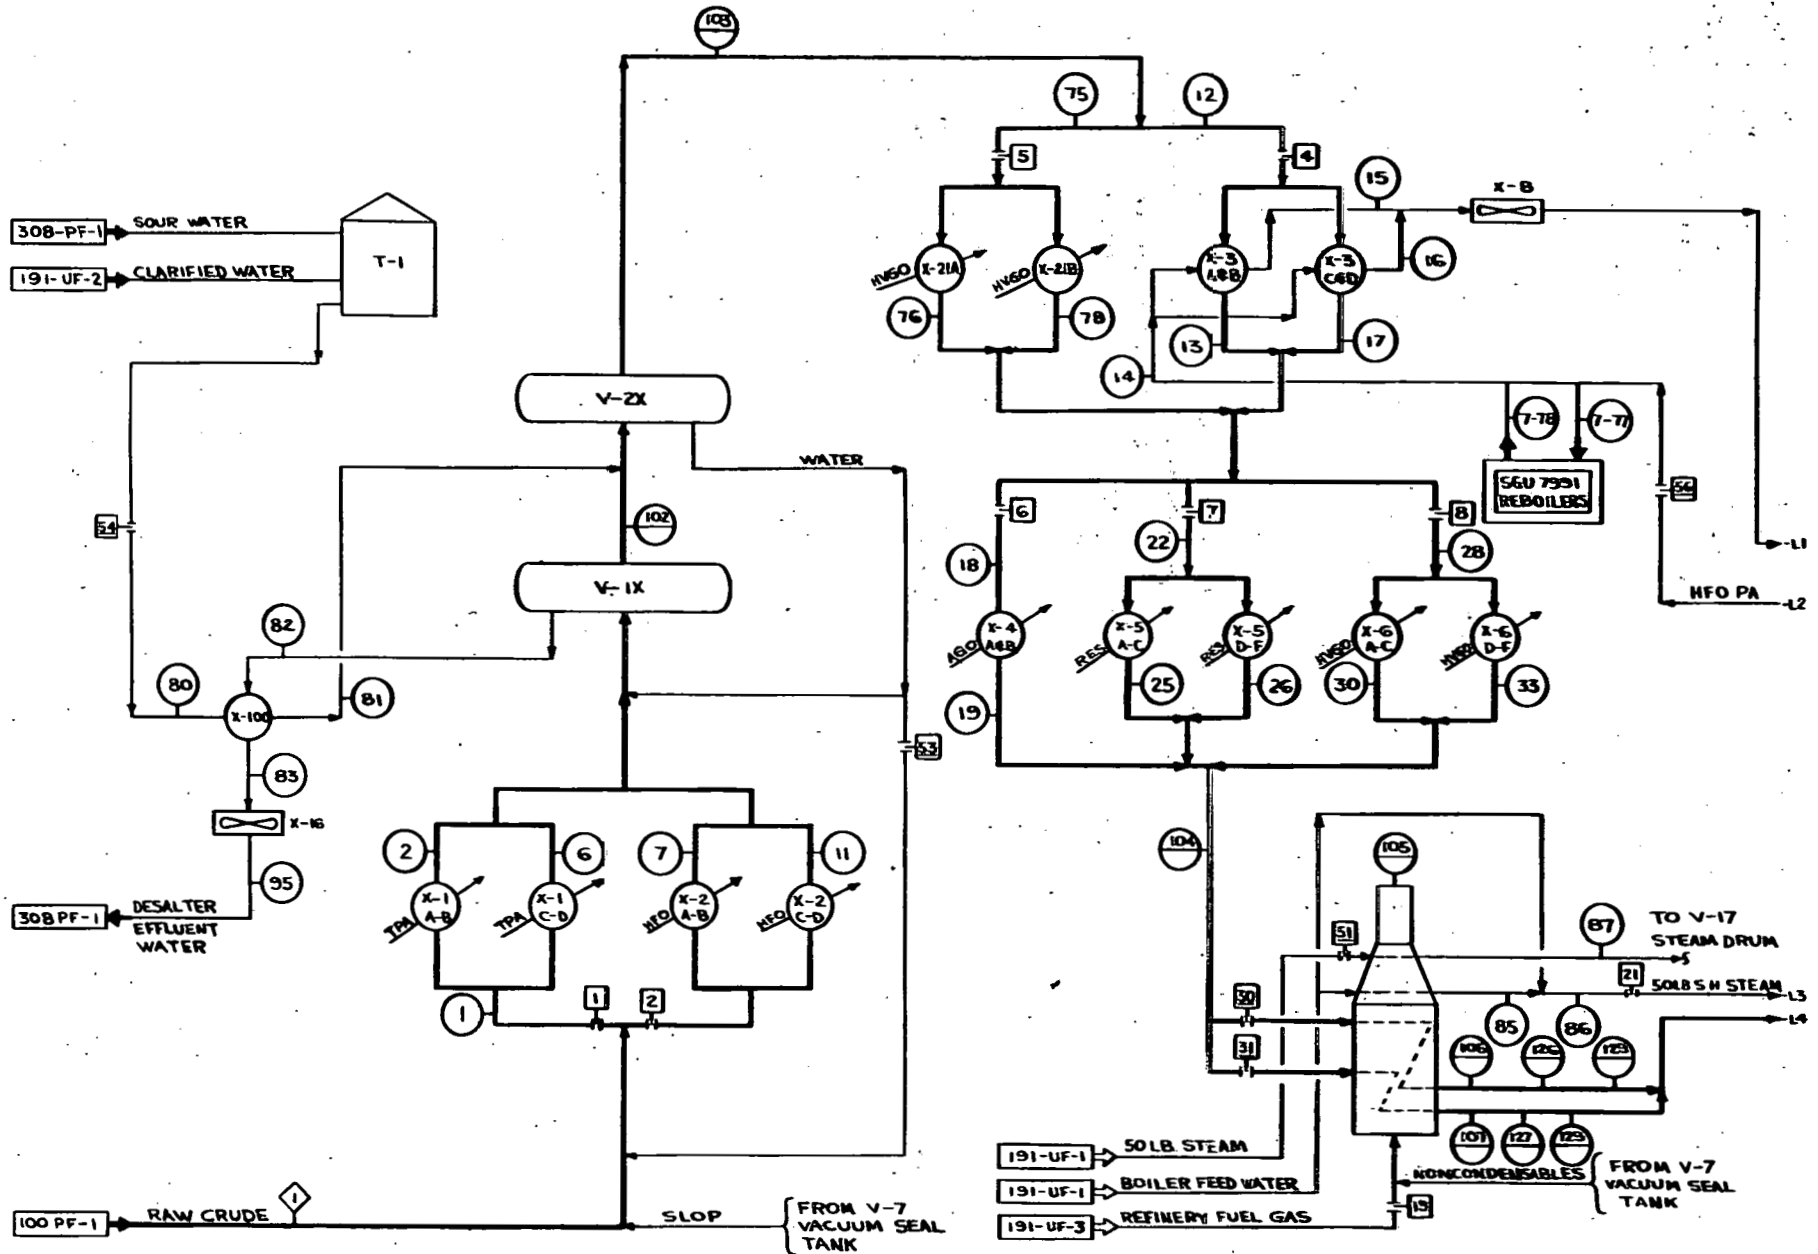 103
75
12
5
4
15
X-8
308-PF-1
SOUR WATER
T-1
191-UF-2
CLARIFIED WATER
HVGO
X-21A
HVGO
X-21B
X-3
A&B
X-3
C&D
16
76
78
13
17
14
V-2X
7-78
7-77
WATER
SGU 7991
REBOILERS
56
54
102
6
7
8
22
28
18
L1
V-1X
HFO PA
L2
82
AGO
X-4
A&B
RES
X-5
A-C
RES
X-5
D-F
HVGO
X-6
A-C
HVGO
X-6
D-F
80
X-100
81
25
26
30
33
19
53
83
X-16
2
6
7
11
104
105
95
TPA
X-1
A-B
TPA
X-1
C-D
HFO
X-2
A-B
HFO
X-2
C-D
308 PF-1
DESALTER
EFFLUENT
WATER
51
87
TO V-17
STEAM DRUM
21
50LB SH STEAM
L3
1
1
2
30
85
86
L4
31
106
126
107
127
129
50 LB. STEAM
191-UF-1
191-UF-1
BOILER FEED WATER
NONCONDENSABLES
FROM V-7
VACUUM SEAL
TANK
19
191-UF-3
REFINERY FUEL GAS
100 PF-1
RAW CRUDE
1
SLOP
FROM V-7
VACUUM SEAL
TANK